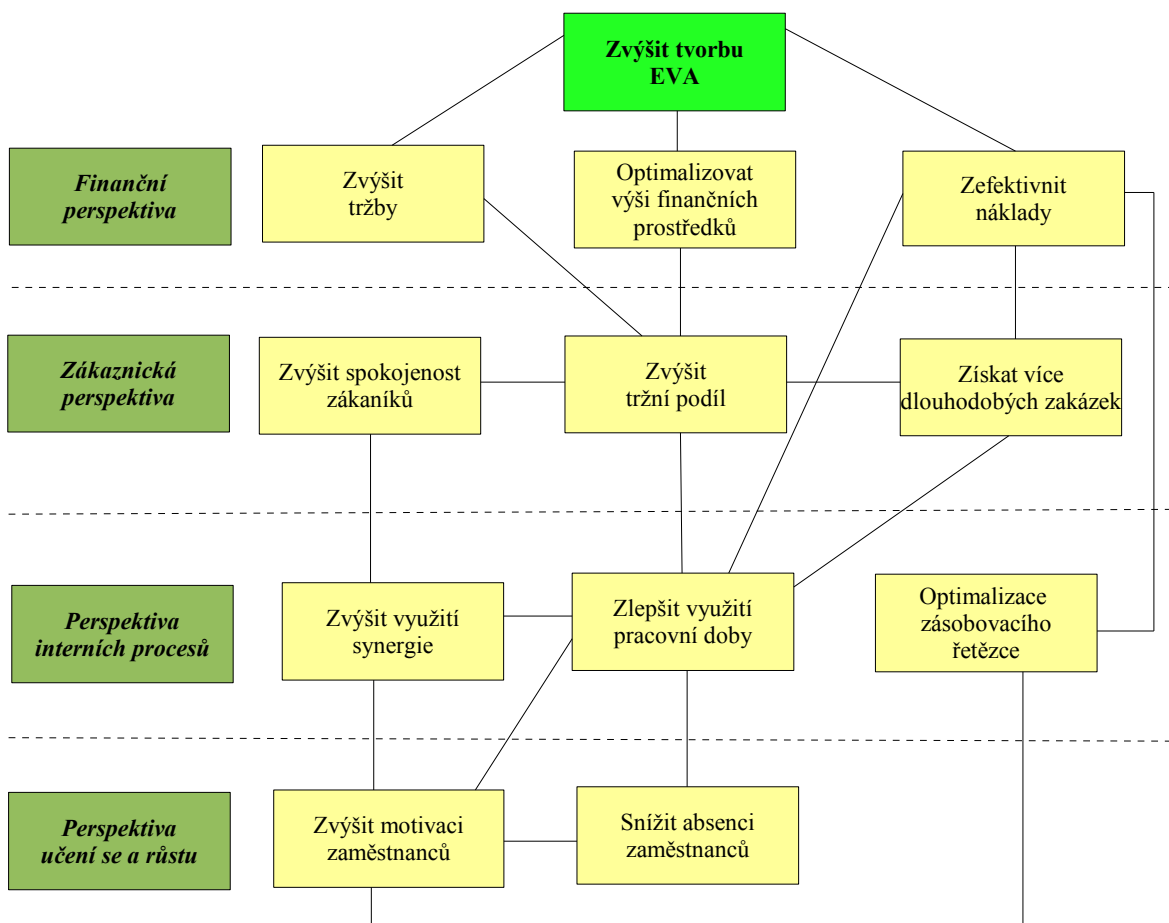 Zvýšit tvorbu
EVA
Finanční
perspektiva
Zvýšit
tržby
Optimalizovat
výši finančních
prostředků
Zefektivnit
náklady
Zákaznická
perspektiva
Zvýšit spokojenost
zákaníků
Zvýšit
tržní podíl
Získat více
dlouhodobých zakázek
Perspektiva
interních procesů
Zvýšit využití
synergie
Zlepšit využití
pracovní doby
Optimalizace
zásobovacího
řetězce
Perspektiva
učení se a růstu
Zvýšit motivaci
zaměstnanců
Snížit absenci
zaměstnanců